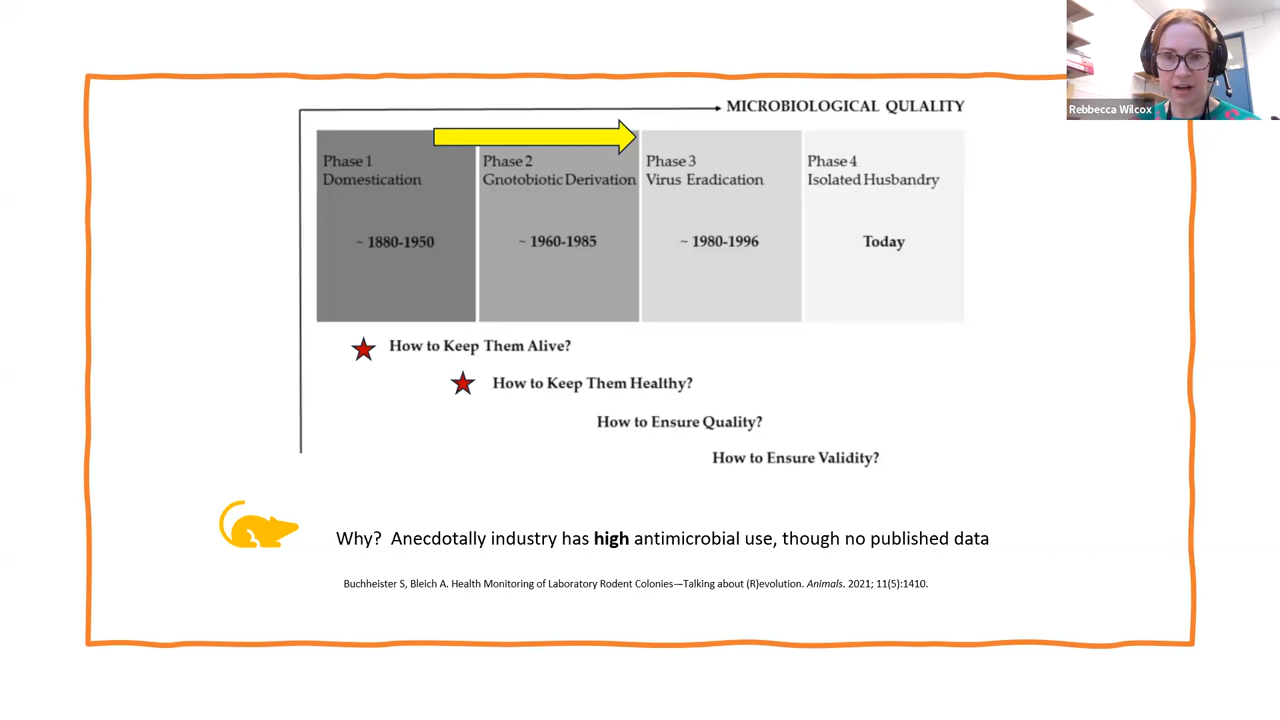 Rebbecca Wilcox
MICROBIOLOGICAL QULALITY
Phase 1
Domestication
~ 1880-1950
Phase 2
Gnotobiotic Derivation
~ 1960-1985
Phase 3
Virus Eradication
~ 1980-1996
Phase 4
Isolated Husbandry
Today
How to Keep Them Alive?
How to Keep Them Healthy?
How to Ensure Quality?
How to Ensure Validity?
Why? Anecdotally industry has high antimicrobial use, though no published data
Buchheister S, Bleich A. Health Monitoring of Laboratory Rodent Colonies—Talking about (R)evolution. Animals. 2021; 11(5):1410.